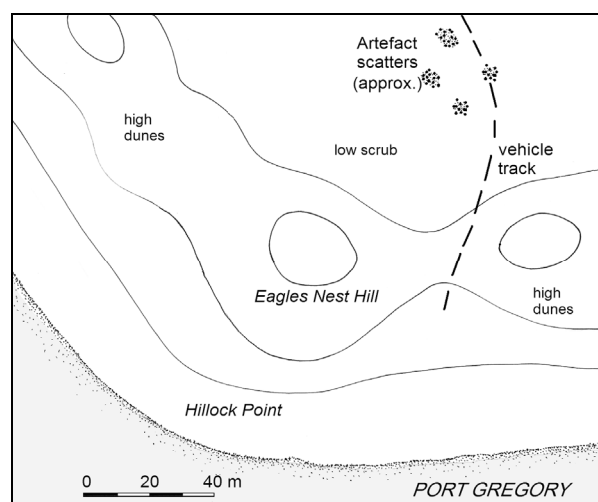 Artefact
scatters
(approx.)
high
dunes
low scrub
vehicle
track
Eagles Nest Hill
high
dunes
Hillock Point
0 20 40 m
PORT GREGORY